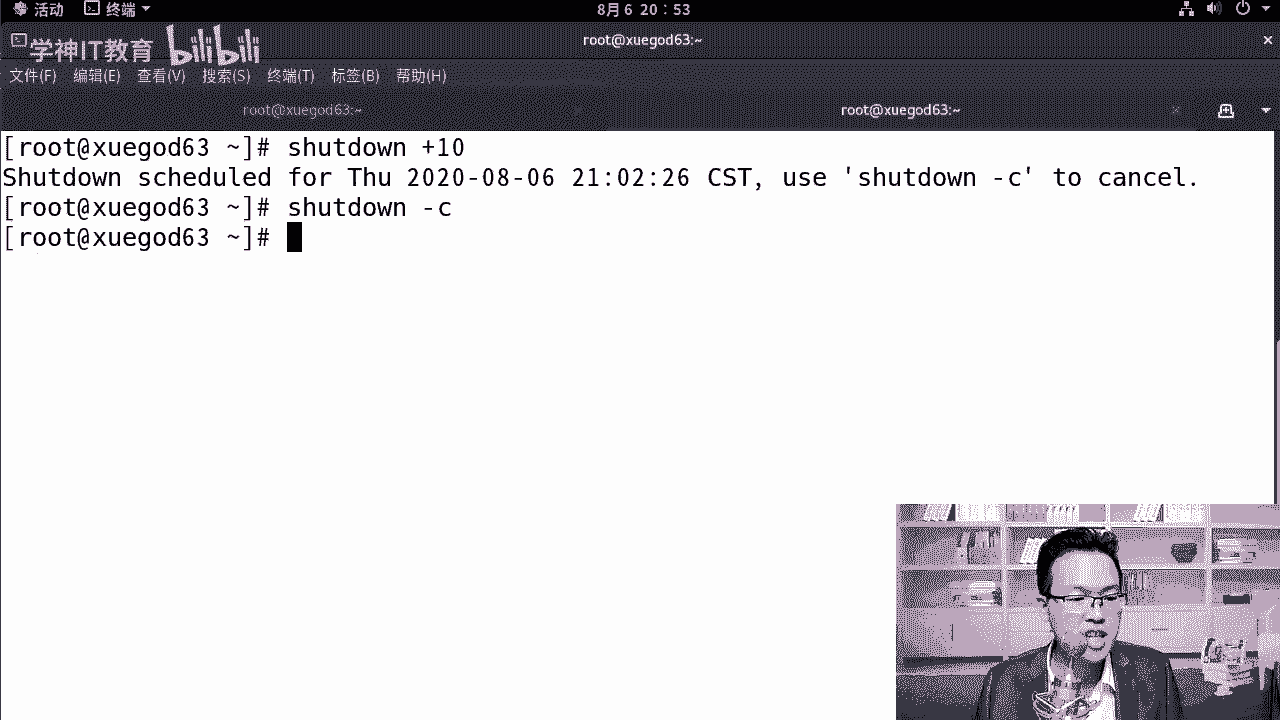 活动 终端 8月 6 20：53
学神IT教育 bilibili root@xuegod63:~
文件(F) 编辑(E) 查看(V) 搜索(S) 终端(T) 标签(B) 帮助(H)
root@xuegod63:~ root@xuegod63:~
[root@xuegod63 ~]# shutdown +10
Shutdown scheduled for Thu 2020-08-06 21:02:26 CST, use 'shutdown -c' to cancel.
[root@xuegod63 ~]# shutdown -c
[root@xuegod63 ~]#